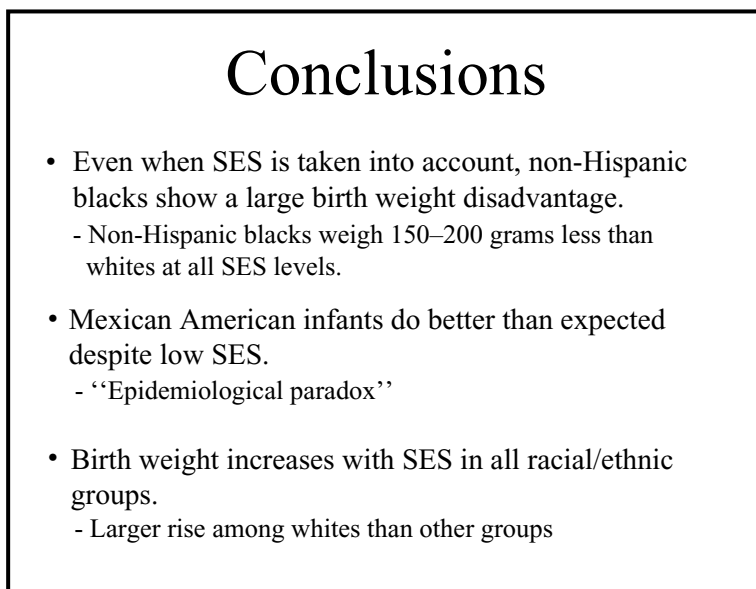 Conclusions
• Even when SES is taken into account, non-Hispanic
blacks show a large birth weight disadvantage.
- Non-Hispanic blacks weigh 150–200 grams less than
whites at all SES levels.
• Mexican American infants do better than expected
despite low SES.
- ‘‘Epidemiological paradox’’
• Birth weight increases with SES in all racial/ethnic
groups.
- Larger rise among whites than other groups